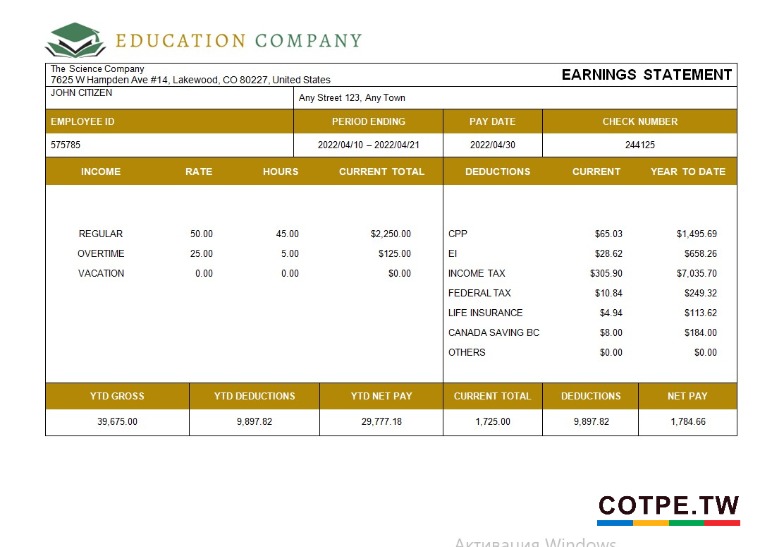 EDUCATION COMPANY
The Science Company
7625 W Hampden Ave #14, Lakewood, CO 80227, United States
EARNINGS STATEMENT
JOHN CITIZEN
Any Street 123, Any Town
EMPLOYEE ID PERIOD ENDING PAY DATE CHECK NUMBER
575785 2022/04/10 – 2022/04/21 2022/04/30 244125
INCOME RATE HOURS CURRENT TOTAL DEDUCTIONS CURRENT YEAR TO DATE
REGULAR 50.00 45.00 $2,250.00 CPP $65.03 $1,495.69
OVERTIME 25.00 5.00 $125.00 EI $28.62 $658.26
VACATION 0.00 0.00 $0.00 INCOME TAX $305.90 $7,035.70
FEDERAL TAX $10.84 $249.32
LIFE INSURANCE $4.94 $113.62
CANADA SAVING BC $8.00 $184.00
OTHERS $0.00 $0.00
YTD GROSS YTD DEDUCTIONS YTD NET PAY CURRENT TOTAL DEDUCTIONS NET PAY
39,675.00 9,897.82 29,777.18 1,725.00 9,897.82 1,784.66
COTPE.TW
Активация Windows